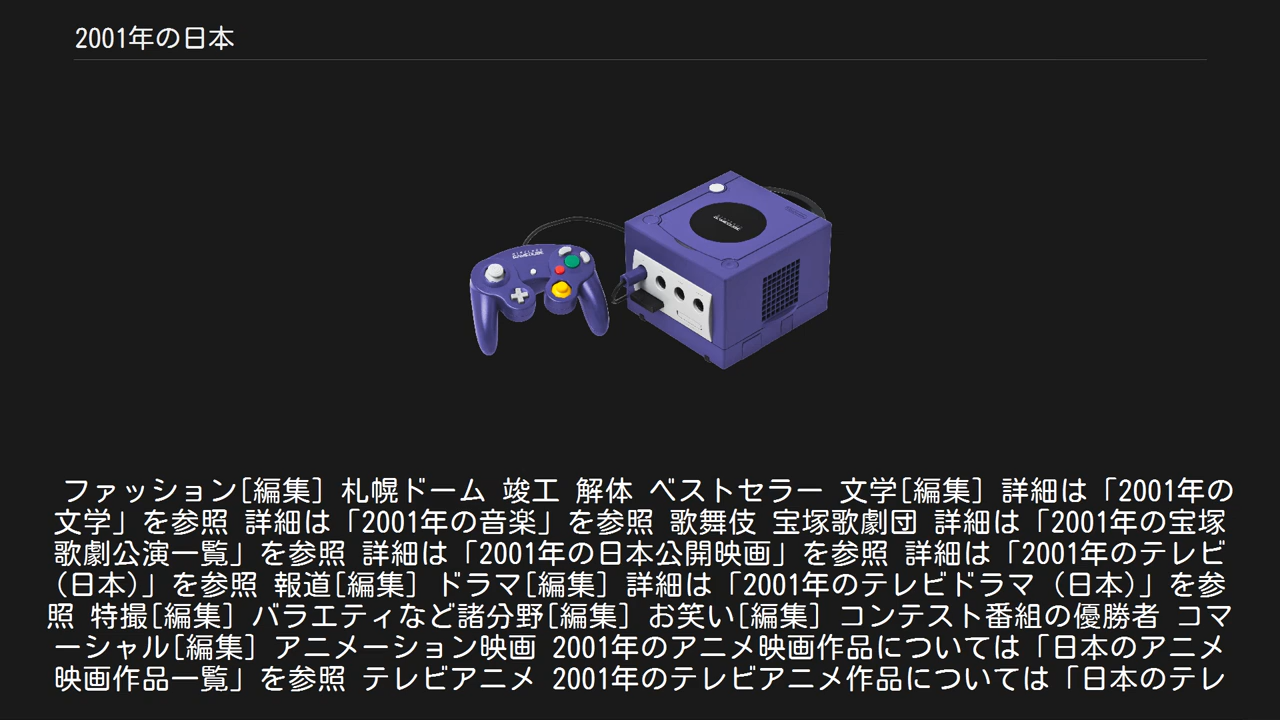 2001年の日本
ファッション[編集] 札幌ドーム 竣工 解体 ベストセラー 文学[編集] 詳細は「2001年の
文学」を参照 詳細は「2001年の音楽」を参照 歌舞伎 宝塚歌劇団 詳細は「2001年の宝塚
歌劇公演一覧」を参照 詳細は「2001年の日本公開映画」を参照 詳細は「2001年のテレビ
(日本)」を参照 報道[編集] ドラマ[編集] 詳細は「2001年のテレビドラマ (日本)」を参
照 特撮[編集] バラエティなど諸分野[編集] お笑い[編集] コンテスト番組の優勝者 コマ
ーシャル[編集] アニメーション映画 2001年のアニメ映画作品については「日本のアニメ
映画作品一覧」を参照 テレビアニメ 2001年のテレビアニメ作品については「日本のテレ